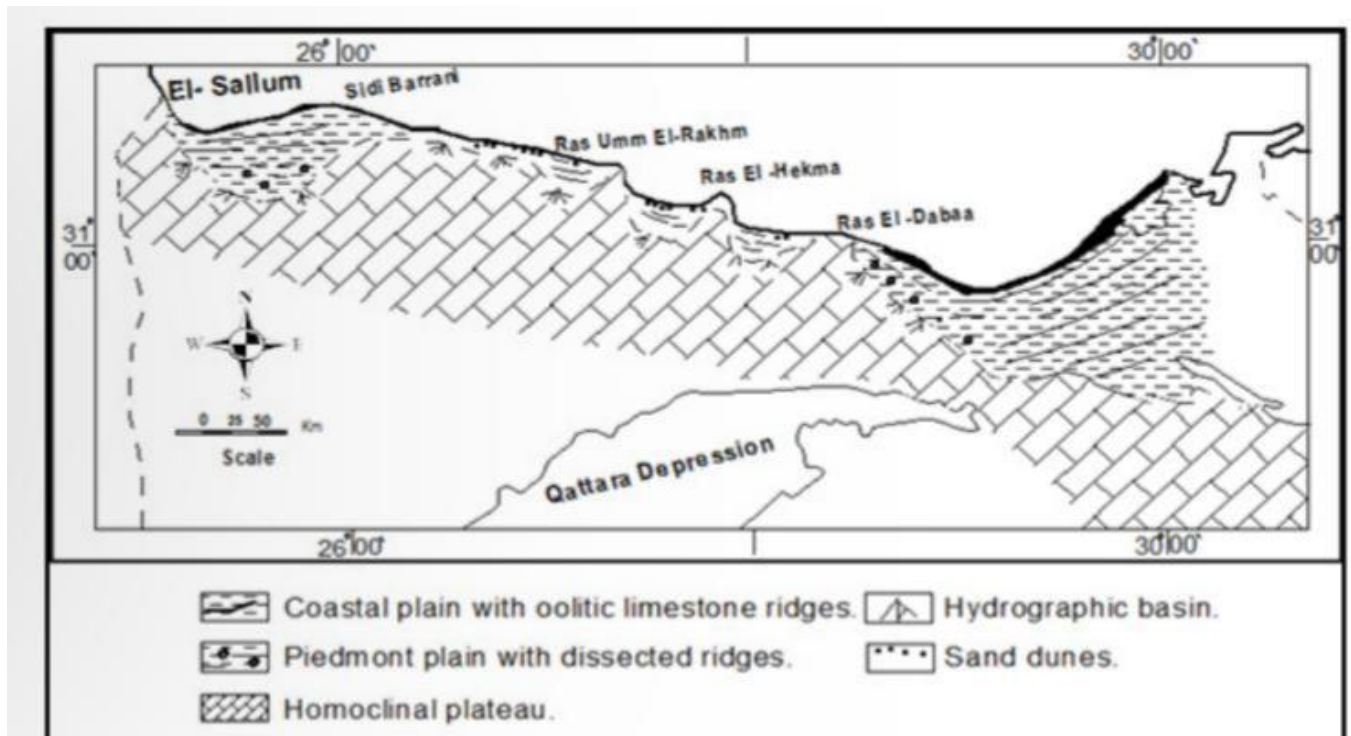 26° 00'
30° 00'
El- Sallum
Sidi Barrani
Ras Umm El-Rakhm
Ras El -Hekma
Ras El -Dabaa
31° 00'
31° 00'
N
W E
S
0 25 50 Km
Scale
Qattara Depression
26°00'
30°00'
Coastal plain with oolitic limestone ridges.
Hydrographic basin.
Piedmont plain with dissected ridges.
Sand dunes.
Homoclinal plateau.